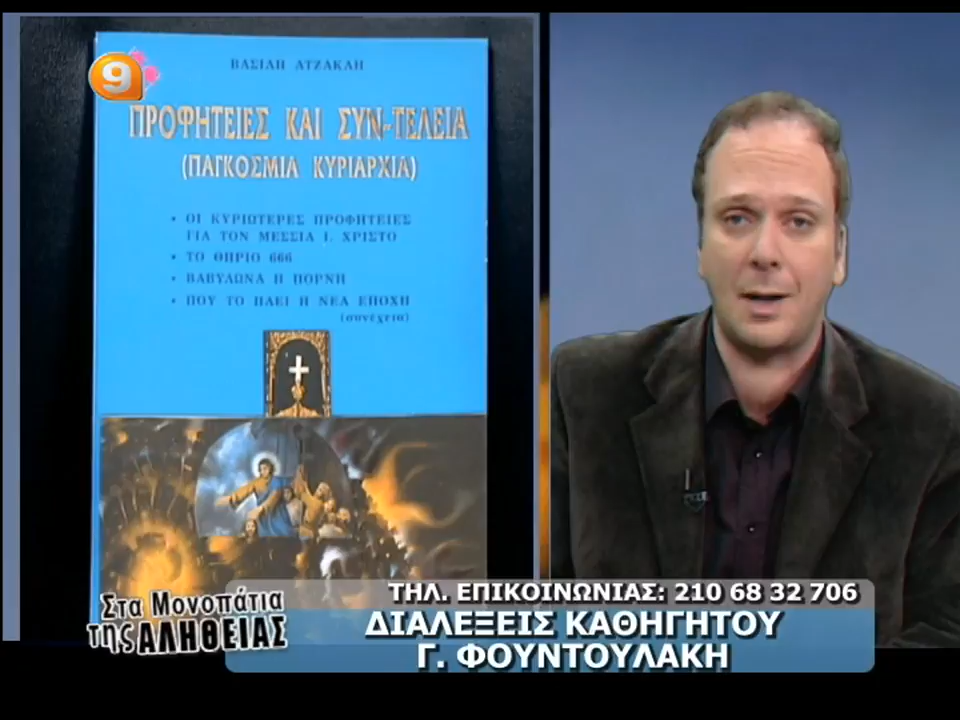 9
ΒΑΣΙΛΗ ΑΤΖΑΚΛΗ
ΠΡΟΦΗΤΕΙΕΣ ΚΑΙ ΣΥΝ-ΤΕΛΕΙΑ
(ΠΑΓΚΟΣΜΙΑ ΚΥΡΙΑΡΧΙΑ)
• ΟΙ ΚΥΡΙΩΤΕΡΕΣ ΠΡΟΦΗΤΕΙΕΣ
ΓΙΑ ΤΟΝ ΜΕΣΣΙΑ Ι. ΧΡΙΣΤΟ
• ΤΟ ΘΗΡΙΟ 666
• ΒΑΒΥΛΩΝΑ Η ΠΟΡΝΗ
• ΠΟΥ ΤΟ ΠΑΕΙ Η ΝΕΑ ΕΠΟΧΗ
(συνέχεια)
Στα Μονοπάτια
της ΑΛΗΘΕΙΑΣ
ΤΗΛ. ΕΠΙΚΟΙΝΩΝΙΑΣ: 210 68 32 706
ΔΙΑΛΕΞΕΙΣ ΚΑΘΗΓΗΤΟΥ
Γ. ΦΟΥΝΤΟΥΛΑΚΗ